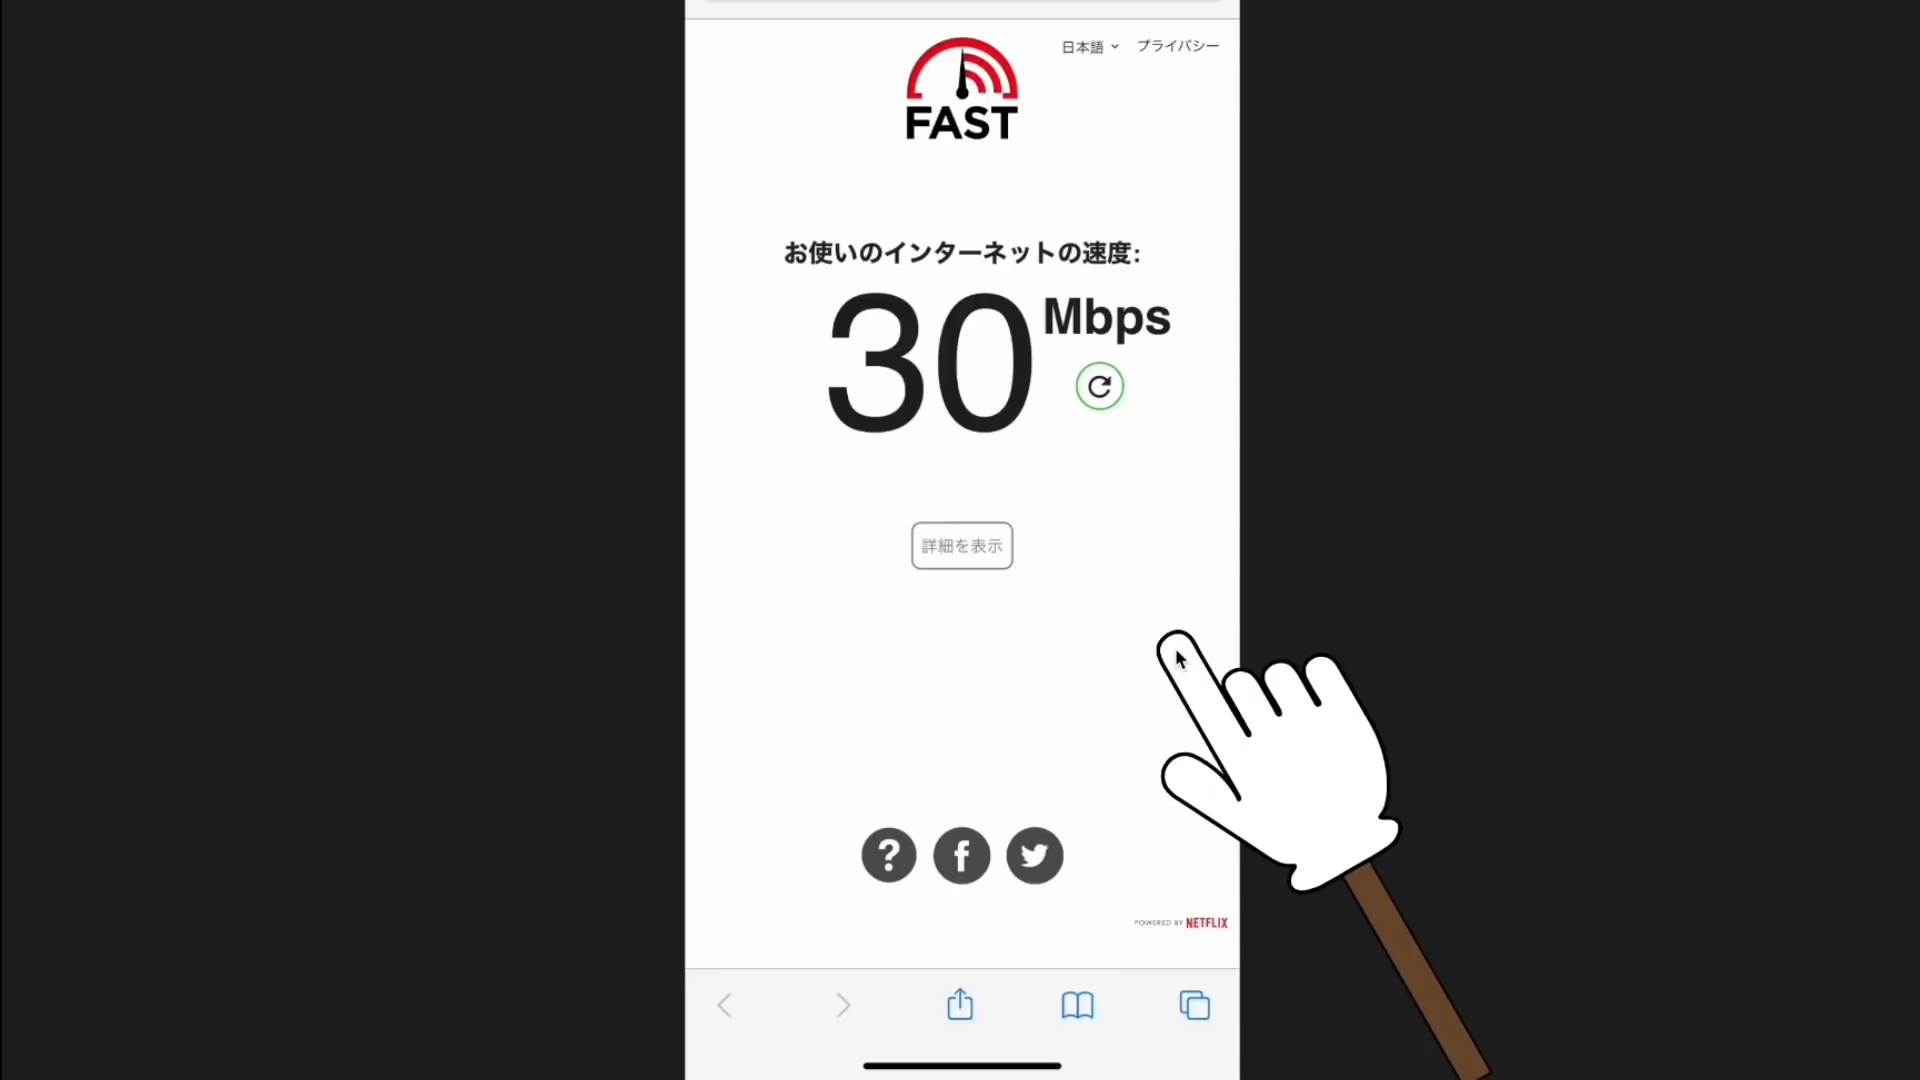 日本語 プライバシー
FAST
お使いのインターネットの速度:
30 Mbps
詳細を表示
?
f
POWERED BY NETFLIX